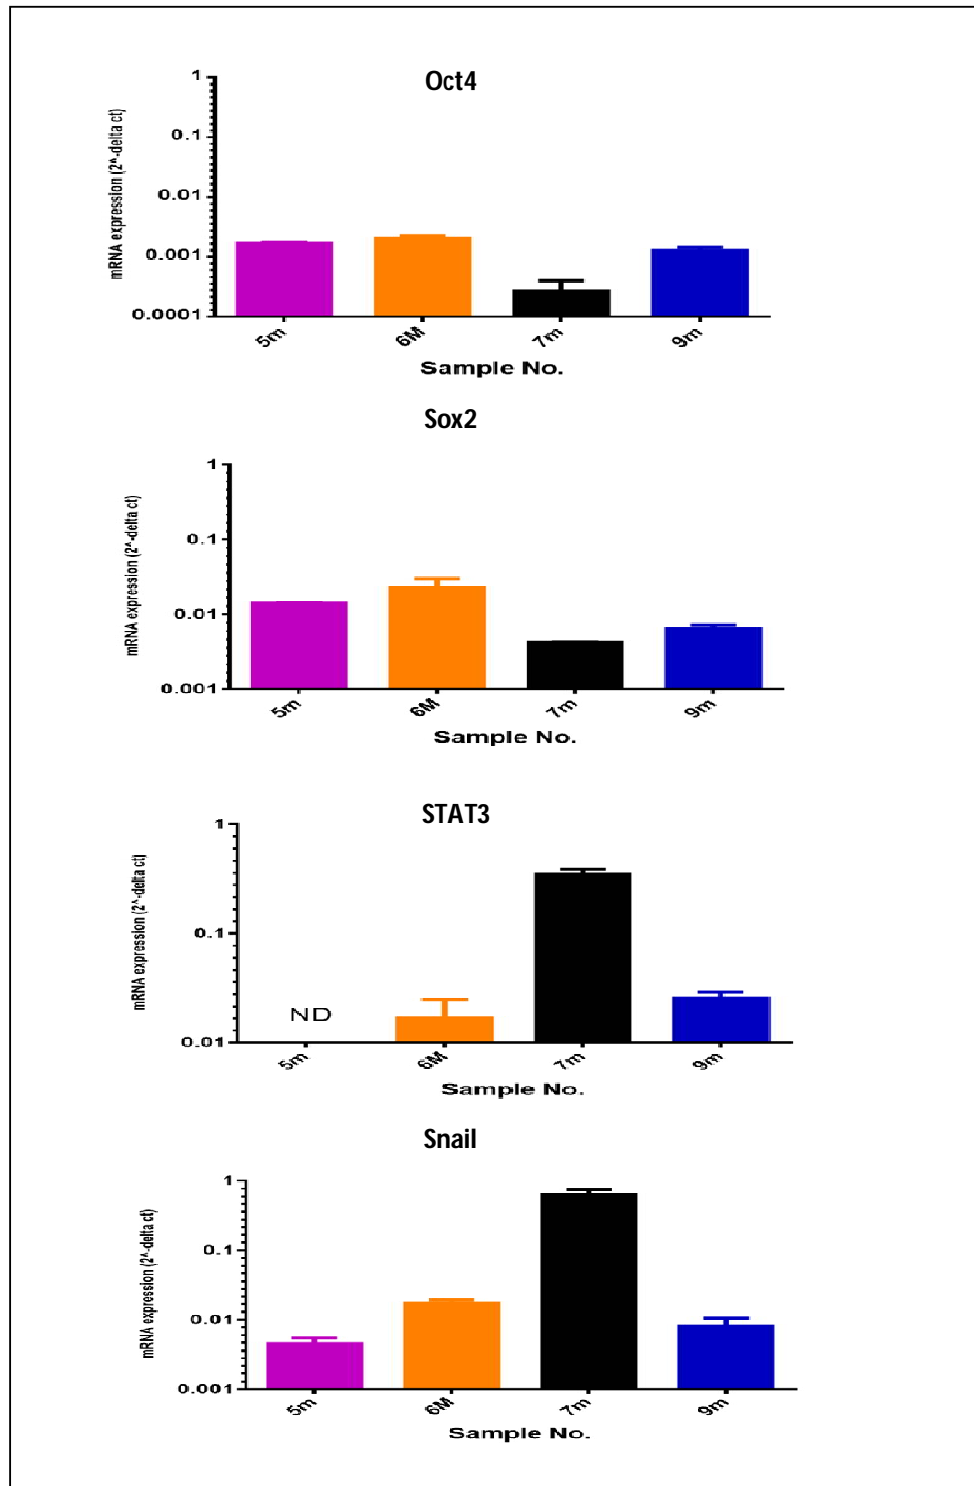 Oct4
mRNA expression (2^-delta ct)
1
0.1
0.01
0.001
0.0001
5m
6M
7m
9m
Sample No.
Sox2
mRNA expression (2^-delta ct)
1
0.1
0.01
0.001
5m
6M
7m
9m
Sample No.
STAT3
mRNA expression (2^-delta ct)
1
0.1
0.01
ND
5m
6M
7m
9m
Sample No.
Snail
mRNA expression (2^-delta ct)
1
0.1
0.01
0.001
5m
6M
7m
9m
Sample No.